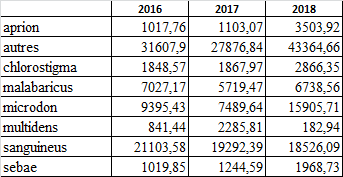 2016 2017 2018
aprion 1017,76 1103,07 3503,92
autres 31607,9 27876,84 43364,66
chlorostigma 1848,57 1867,97 2866,35
malabaricus 7027,17 5719,47 6738,56
microdon 9395,43 7489,64 15905,71
multidens 841,44 2285,81 182,94
sanguineus 21103,58 19292,39 18526,09
sebae 1019,85 1244,59 1968,73